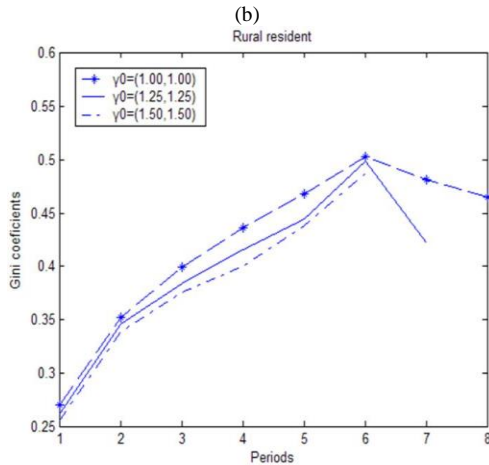 (b)
Rural resident
γ0=(1.00,1.00)
γ0=(1.25,1.25)
γ0=(1.50,1.50)
Gini coeficients
0.6
0.55
0.5
0.45
0.4
0.35
0.3
0.25
1 2 3 4 5 6 7 8
Periods